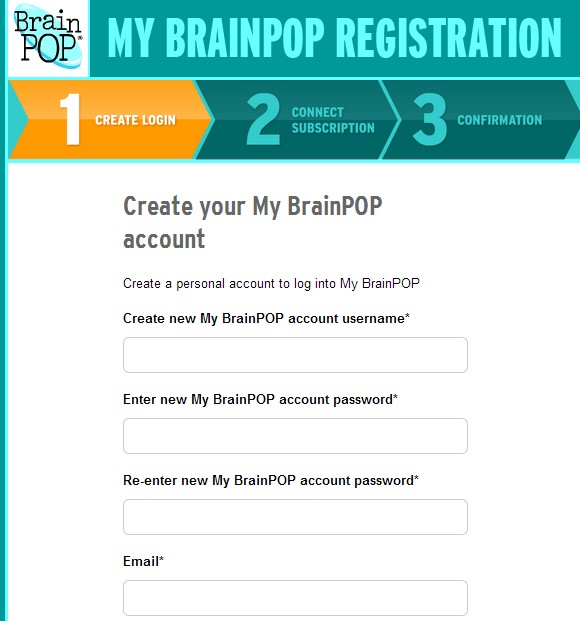 Brain
POP®
MY BRAINPOP REGISTRATION
1 CREATE LOGIN
2 CONNECT
SUBSCRIPTION
3 CONFIRMATION
Create your My BrainPOP
account
Create a personal account to log into My BrainPOP
Create new My BrainPOP account username*
Enter new My BrainPOP account password*
Re-enter new My BrainPOP account password*
Email*